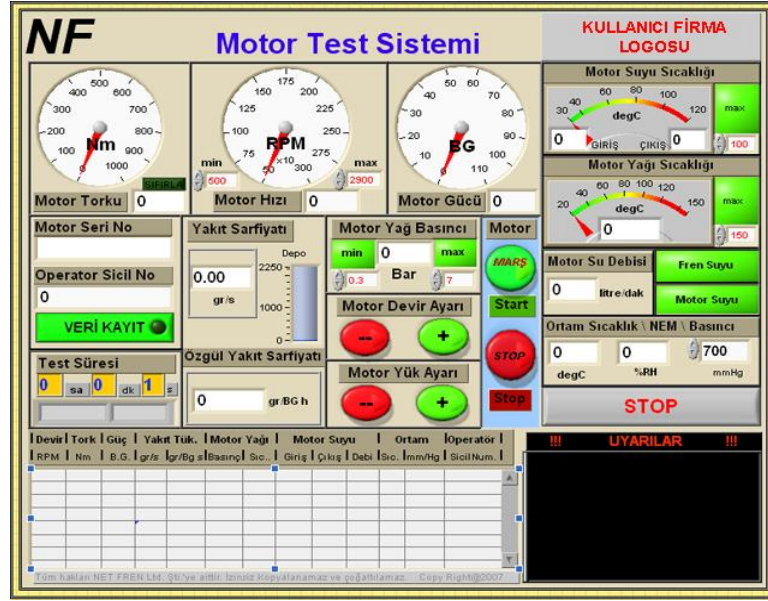 NF
Motor Test Sistemi
KULLANICI FİRMA
LOGOSU
400 500 600
300 700
200 800
100 900
0 1000
Nm
SIFIRLA
Motor Torku 0
150 175 200
125 225
100 250
75 275
50 x10 300
RPM
min
500
max
2900
Motor Hızı 0
40 50 60 70
30 80
20 90
10 100
0 110
BG
Motor Gücü 0
Motor Suyu Sıcaklığı
30 40 60 80 100 120
degC
0 GİRİŞ ÇIKIŞ 0
max
100
Motor Yağı Sıcaklığı
20 40 60 80 100 120 150
degC
0
max
150
Motor Seri No
Operator Sicil No
0
VERİ KAYIT
Yakıt Sarfiyatı
Depo
0.00
gr/s
2250
1000
0
Motor Yağ Basıncı
min 0 max
0.3 Bar 7
Motor Devir Ayarı
-- +
Motor Yük Ayarı
-- +
Motor
MARŞ
Start
STOP
Stop
Motor Su Debisi
0 litre/dak
Fren Suyu
Motor Suyu
Ortam Sıcaklık \ NEM \ Basıncı
0 0 700
degC %RH mmHg
Test Süresi
0 sa 0 dk 1 s
Özgül Yakıt Sarfiyatı
0 gr/BG h
STOP
Devir Tork Güç Yakıt Tük. Motor Yağı Motor Suyu Ortam Operatör
RPM Nm B.G. gr/s gr/Bg s Basınç Sıc.. Giriş Çıkış Debi Sıc. mm/Hg Sicil Num.
!!! UYARILAR !!!
Tüm hakları NET FREN Ltd. Şti.'ye aittir. İzinsiz Kopyalanamaz ve çoğaltılamaz. Copy Right@2007